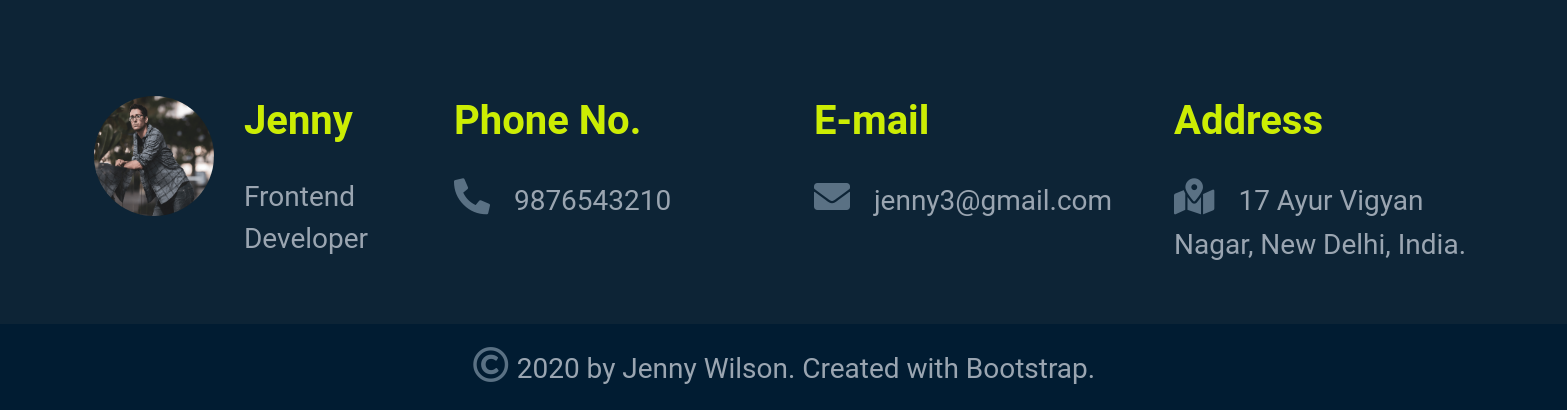 Jenny
Frontend
Developer
Phone No.
9876543210
E-mail
jenny3@gmail.com
Address
17 Ayur Vigyan
Nagar, New Delhi, India.
© 2020 by Jenny Wilson. Created with Bootstrap.